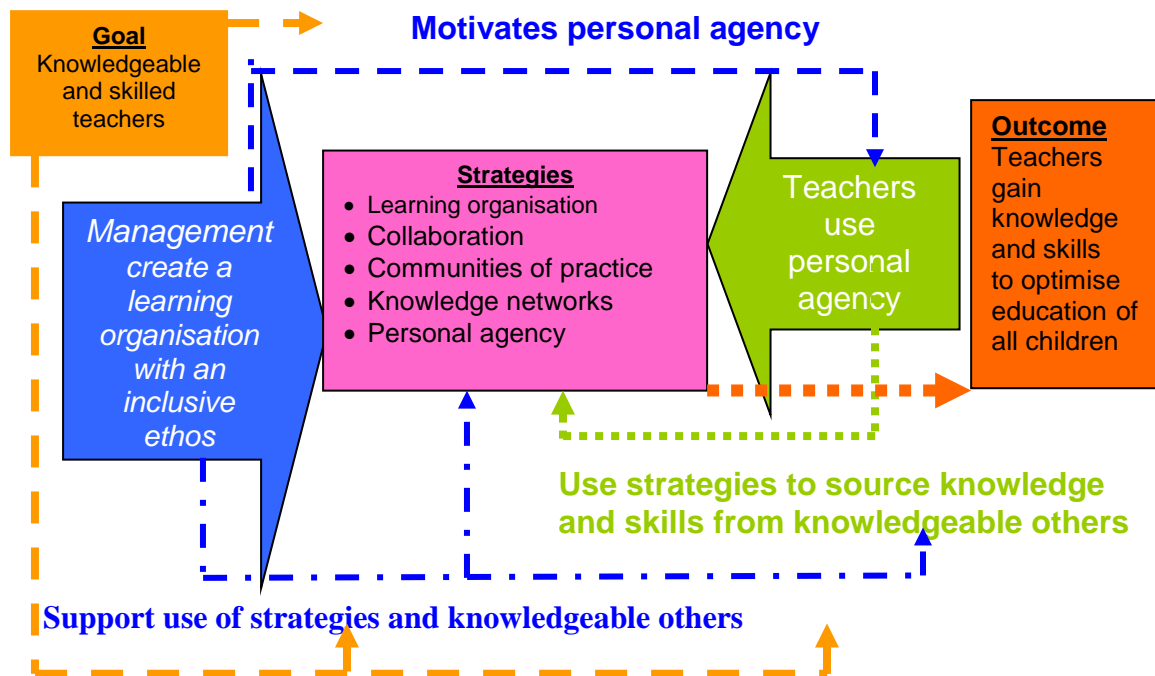 Goal
Knowledgeable
and skilled
teachers
Motivates personal agency
Management
create a
learning
organisation
with an
inclusive
ethos
Strategies
• Learning organisation
• Collaboration
• Communities of practice
• Knowledge networks
• Personal agency
Teachers
use
personal
agency
Outcome
Teachers
gain
knowledge
and skills
to optimise
education of
all children
Use strategies to source knowledge
and skills from knowledgeable others
Support use of strategies and knowledgeable others